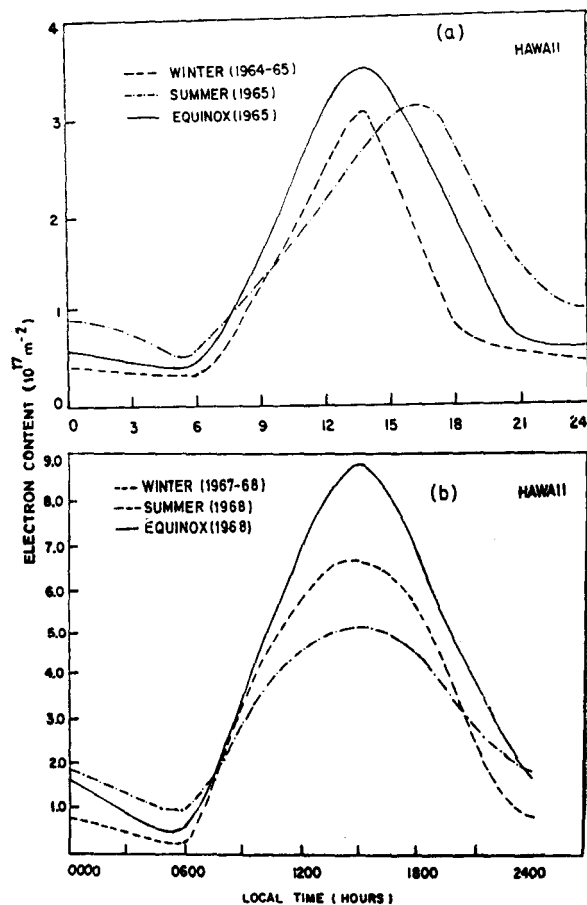 4
(a)
HAWAII
WINTER (1964-65)
SUMMER (1965)
EQUINOX (1965)
3
2
1
0
0 3 6 9 12 15 18 21 24
ELECTRON CONTENT (10¹⁷ m⁻²)
9.0
(b)
HAWAII
WINTER (1967-68)
SUMMER (1968)
EQUINOX (1968)
8.0
7.0
6.0
5.0
4.0
3.0
2.0
1.0
0000 0600 1200 1800 2400
LOCAL TIME (HOURS)